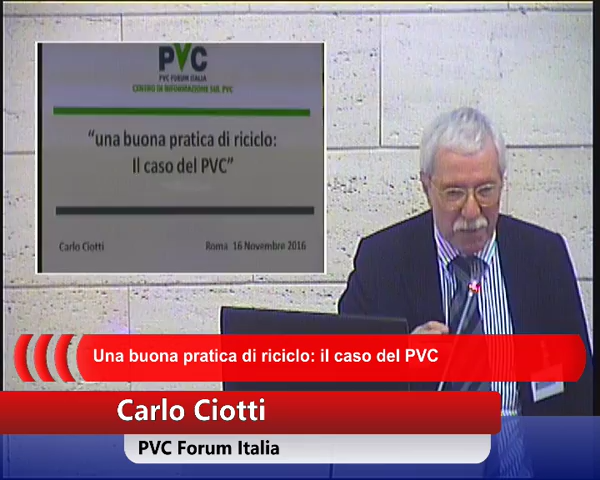 PVC
PVC FORUM ITALIA
CENTRO DI INFORMAZIONE SUL PVC
“una buona pratica di riciclo:
Il caso del PVC”
Carlo Ciotti Roma 16 Novembre 2016
Una buona pratica di riciclo: il caso del PVC
Carlo Ciotti
PVC Forum Italia